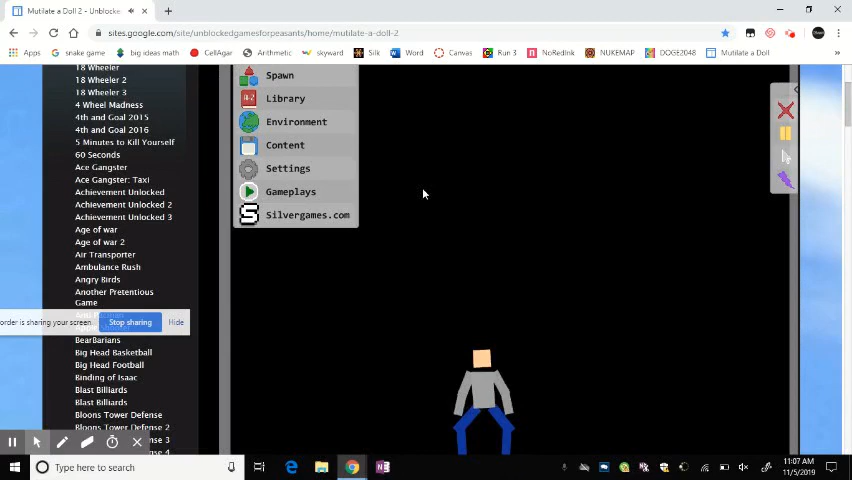 Mutilate a Doll 2 - Unblocked
sites.google.com/site/unblockedgamesforpeasants/home/mutilate-a-doll-2
Apps snake game big ideas math CellAgar Arithmetic skyward Silk Word Canvas Run 3 NoRedInk NUKEMAP DOGE2048 Mutilate a Doll
18 Wheeler
18 Wheeler 2
18 Wheeler 3
4 Wheel Madness
4th and Goal 2015
4th and Goal 2016
5 Minutes to Kill Yourself
60 Seconds
Ace Gangster
Ace Gangster: Taxi
Achievement Unlocked
Achievement Unlocked 2
Achievement Unlocked 3
Age of war
Age of war 2
Air Transporter
Ambulance Rush
Angry Birds
Another Pretentious
Game
order is sharing your screen Stop sharing Hide
BearBarians
Big Head Basketball
Big Head Football
Binding of Isaac
Blast Billiards
Blast Billiards
Bloons Tower Defense
Bloons Tower Defense 2
nse 3
nse 4
Spawn
A-Z Library
Environment
Content
Settings
Gameplays
S Silvergames.com
Type here to search
11:07 AM
11/5/2019